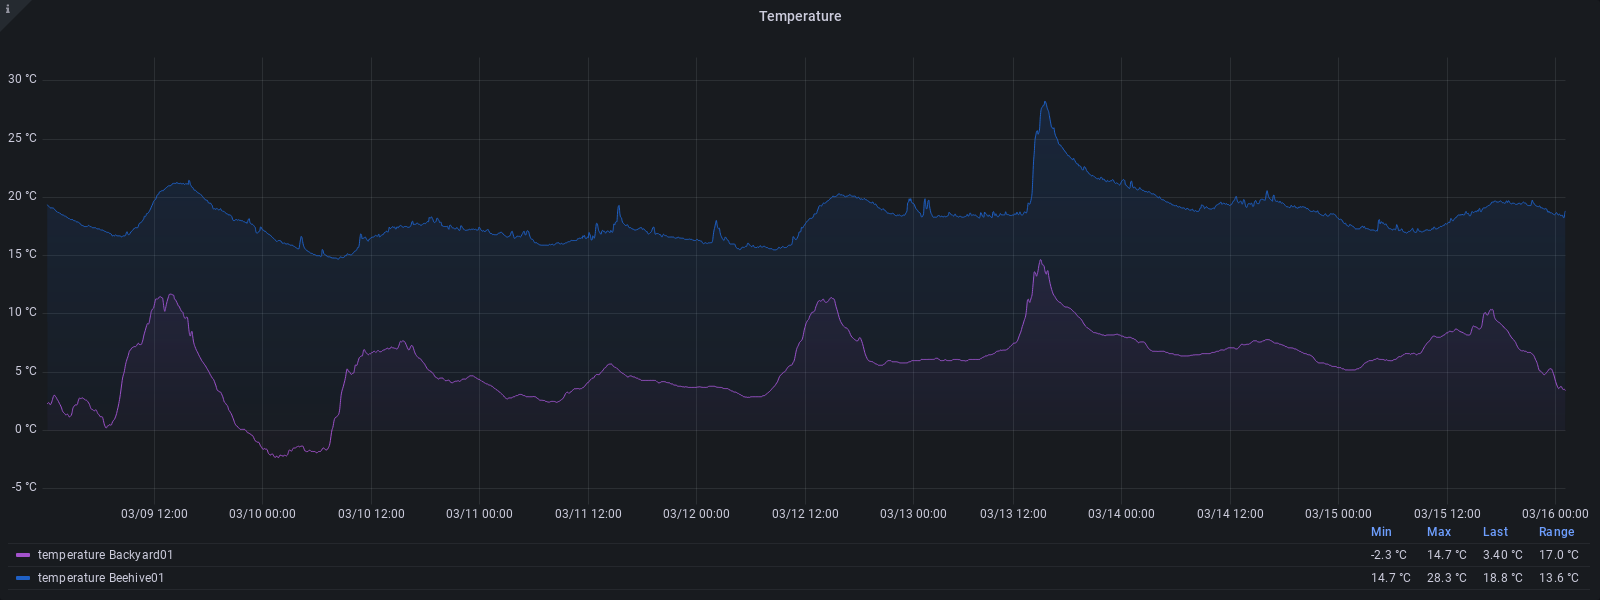 i
Temperature
30 °C
25 °C
20 °C
15 °C
10 °C
5 °C
0 °C
-5 °C
03/09 12:00 03/10 00:00 03/10 12:00 03/11 00:00 03/11 12:00 03/12 00:00 03/12 12:00 03/13 00:00 03/13 12:00 03/14 00:00 03/14 12:00 03/15 00:00 03/15 12:00 03/16 00:00
Min Max Last Range
temperature Backyard01 -2.3 °C 14.7 °C 3.40 °C 17.0 °C
temperature Beehive01 14.7 °C 28.3 °C 18.8 °C 13.6 °C